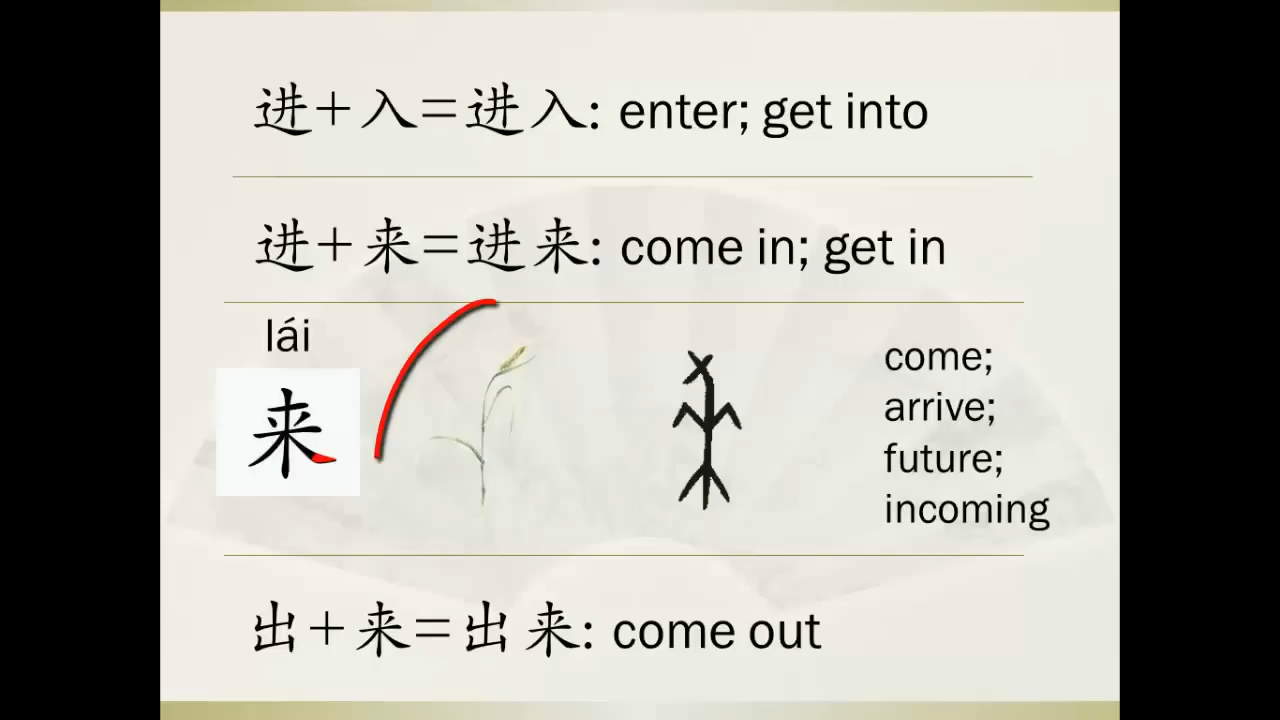 进+入=进入: enter; get into
进+来=进来: come in; get in
lái
来
come;
arrive;
future;
incoming
出+来=出来: come out